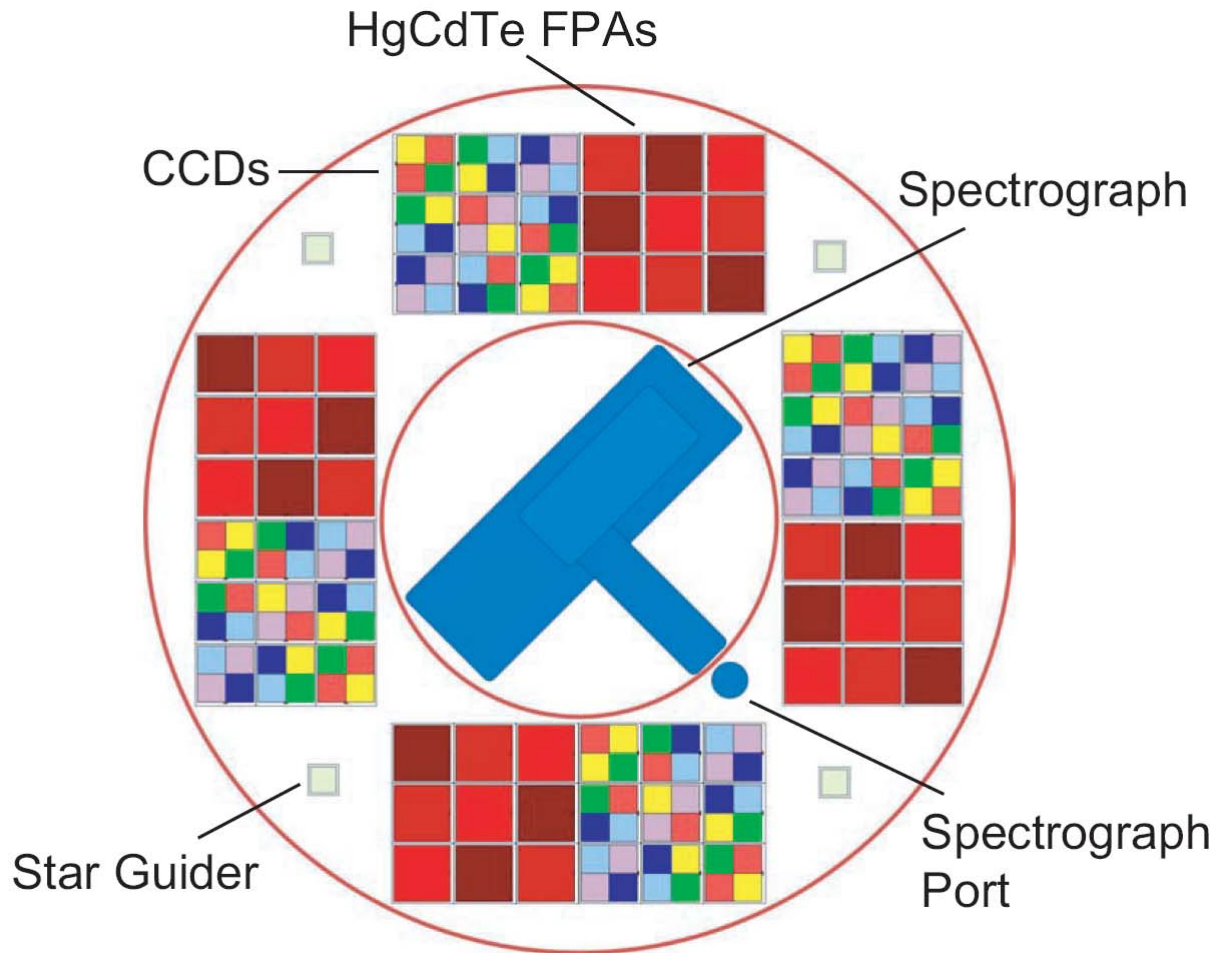 HgCdTe FPAs
CCDs
Spectrograph
Star Guider
Spectrograph
Port